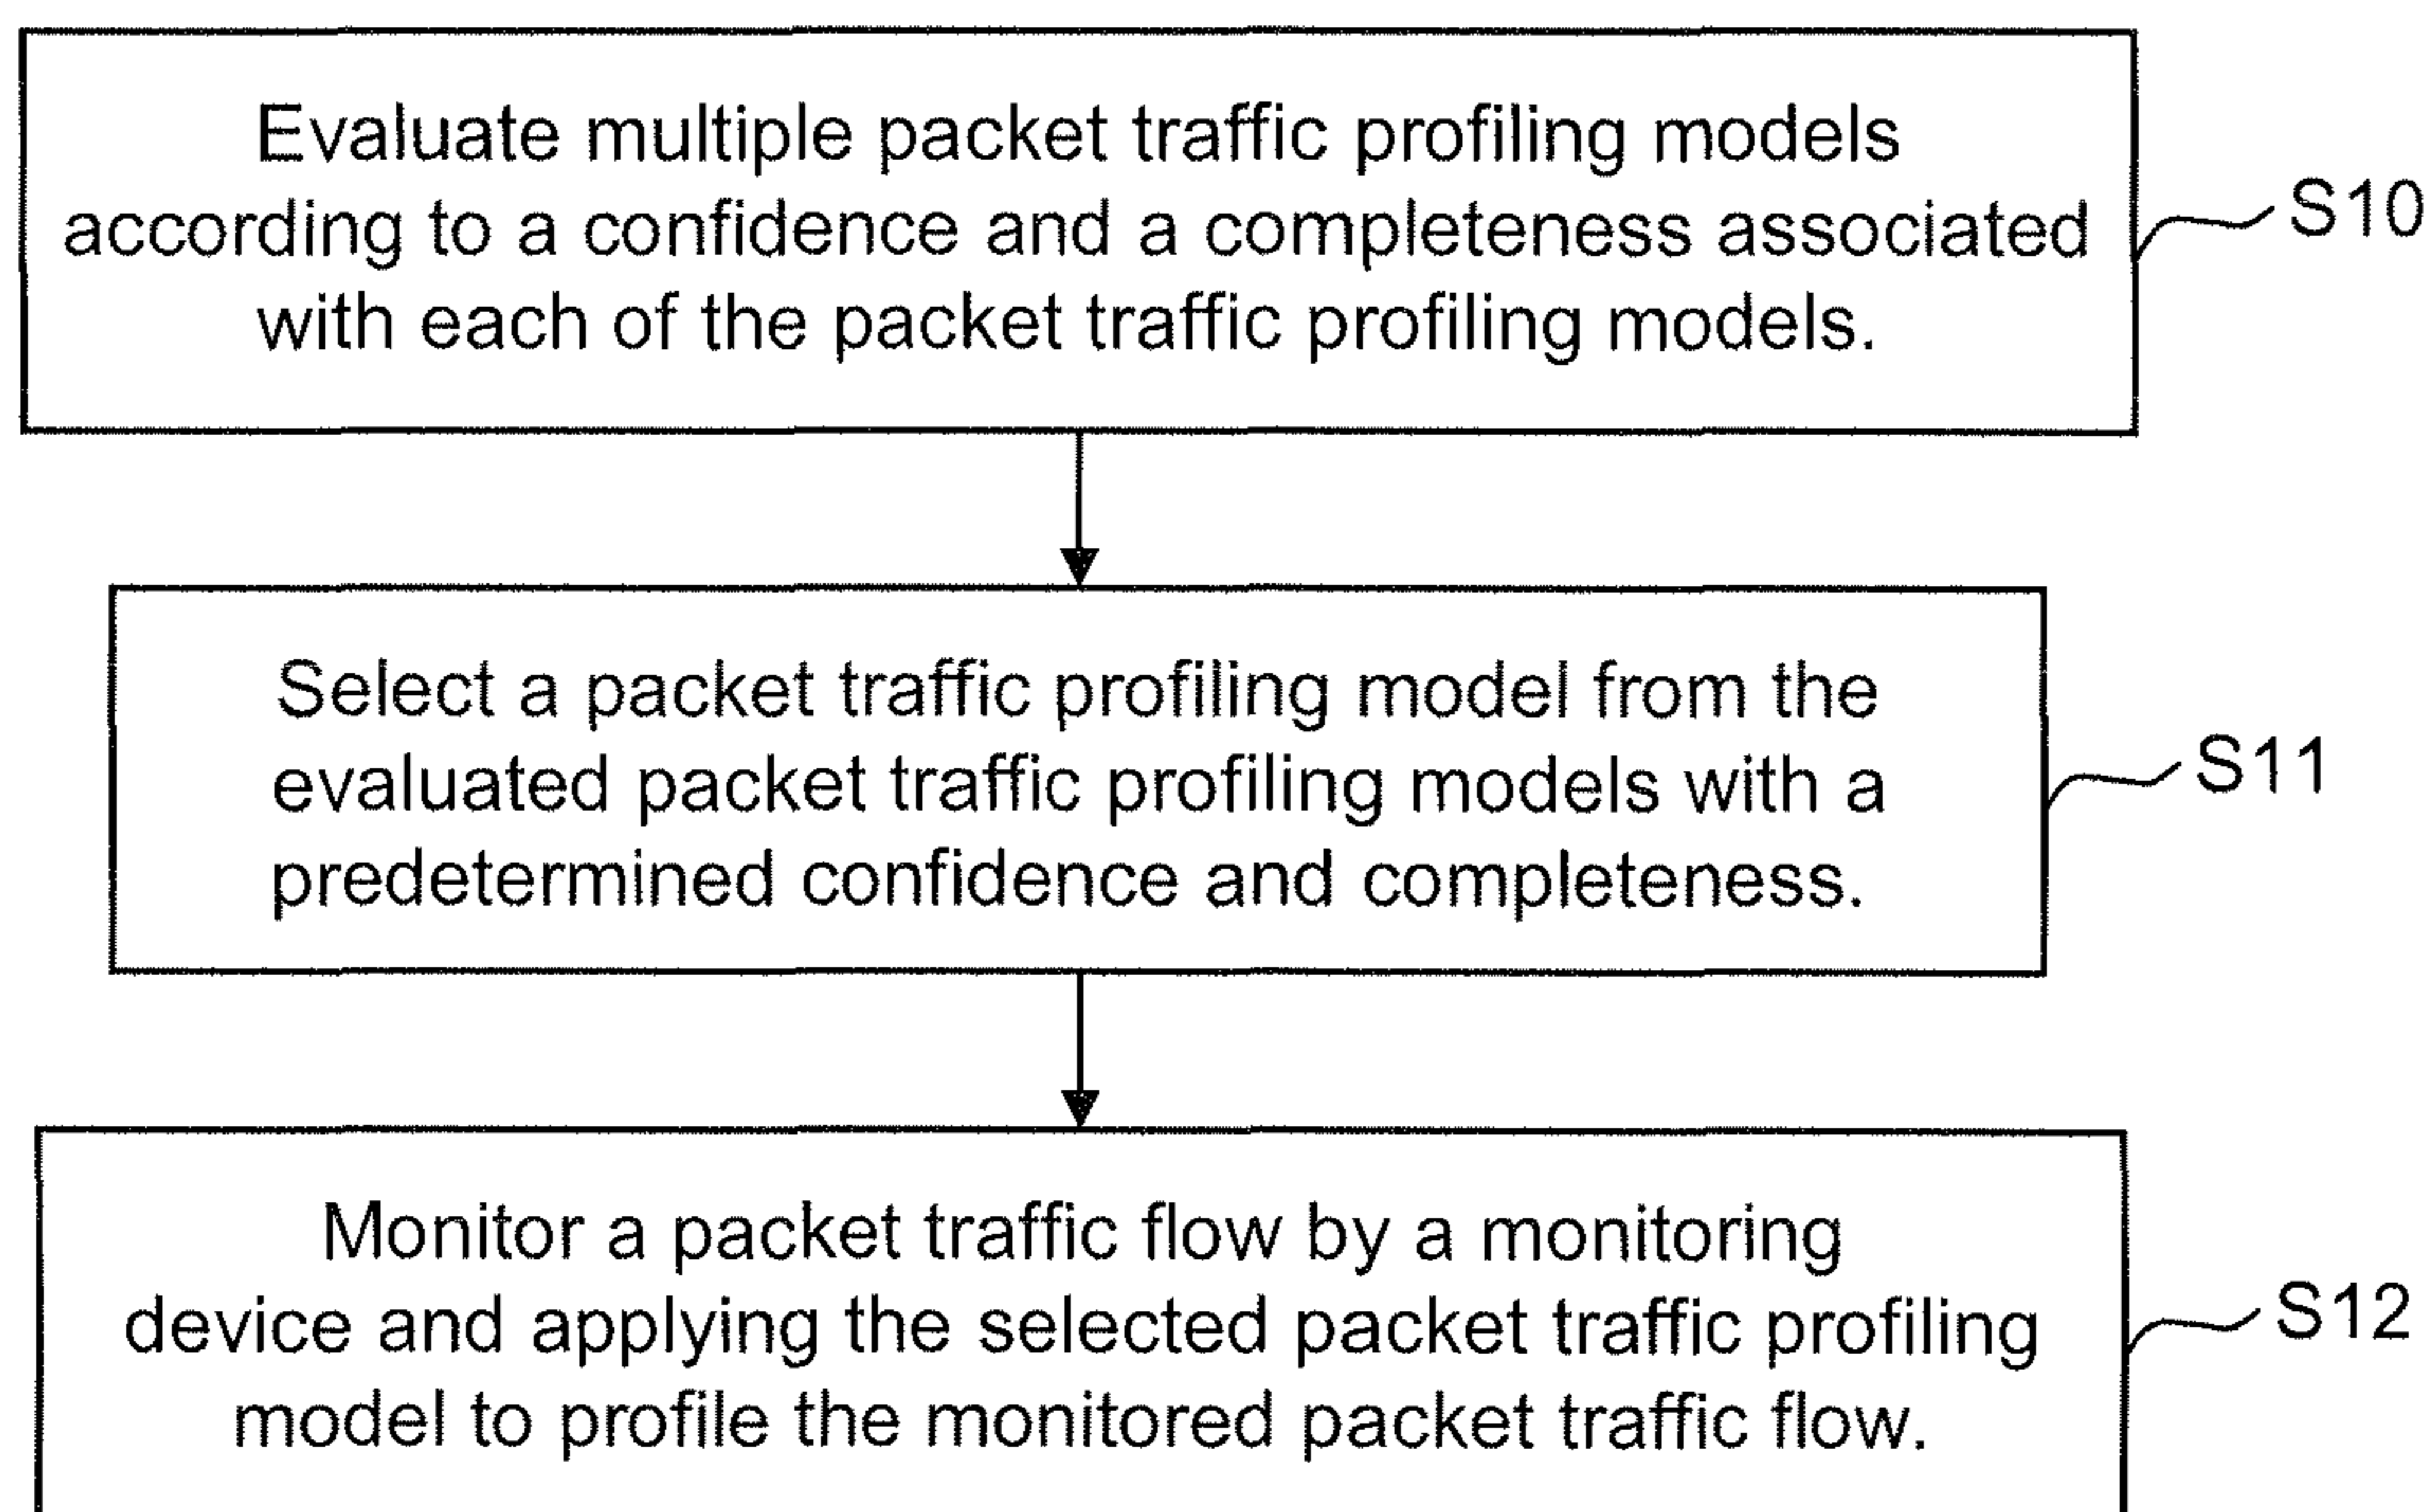 Evaluate multiple packet traffic profiling models
according to a confidence and a completeness associated
with each of the packet traffic profiling models.
S10
Select a packet traffic profiling model from the
evaluated packet traffic profiling models with a
predetermined confidence and completeness.
S11
Monitor a packet traffic flow by a monitoring
device and applying the selected packet traffic profiling
model to profile the monitored packet traffic flow.
S12